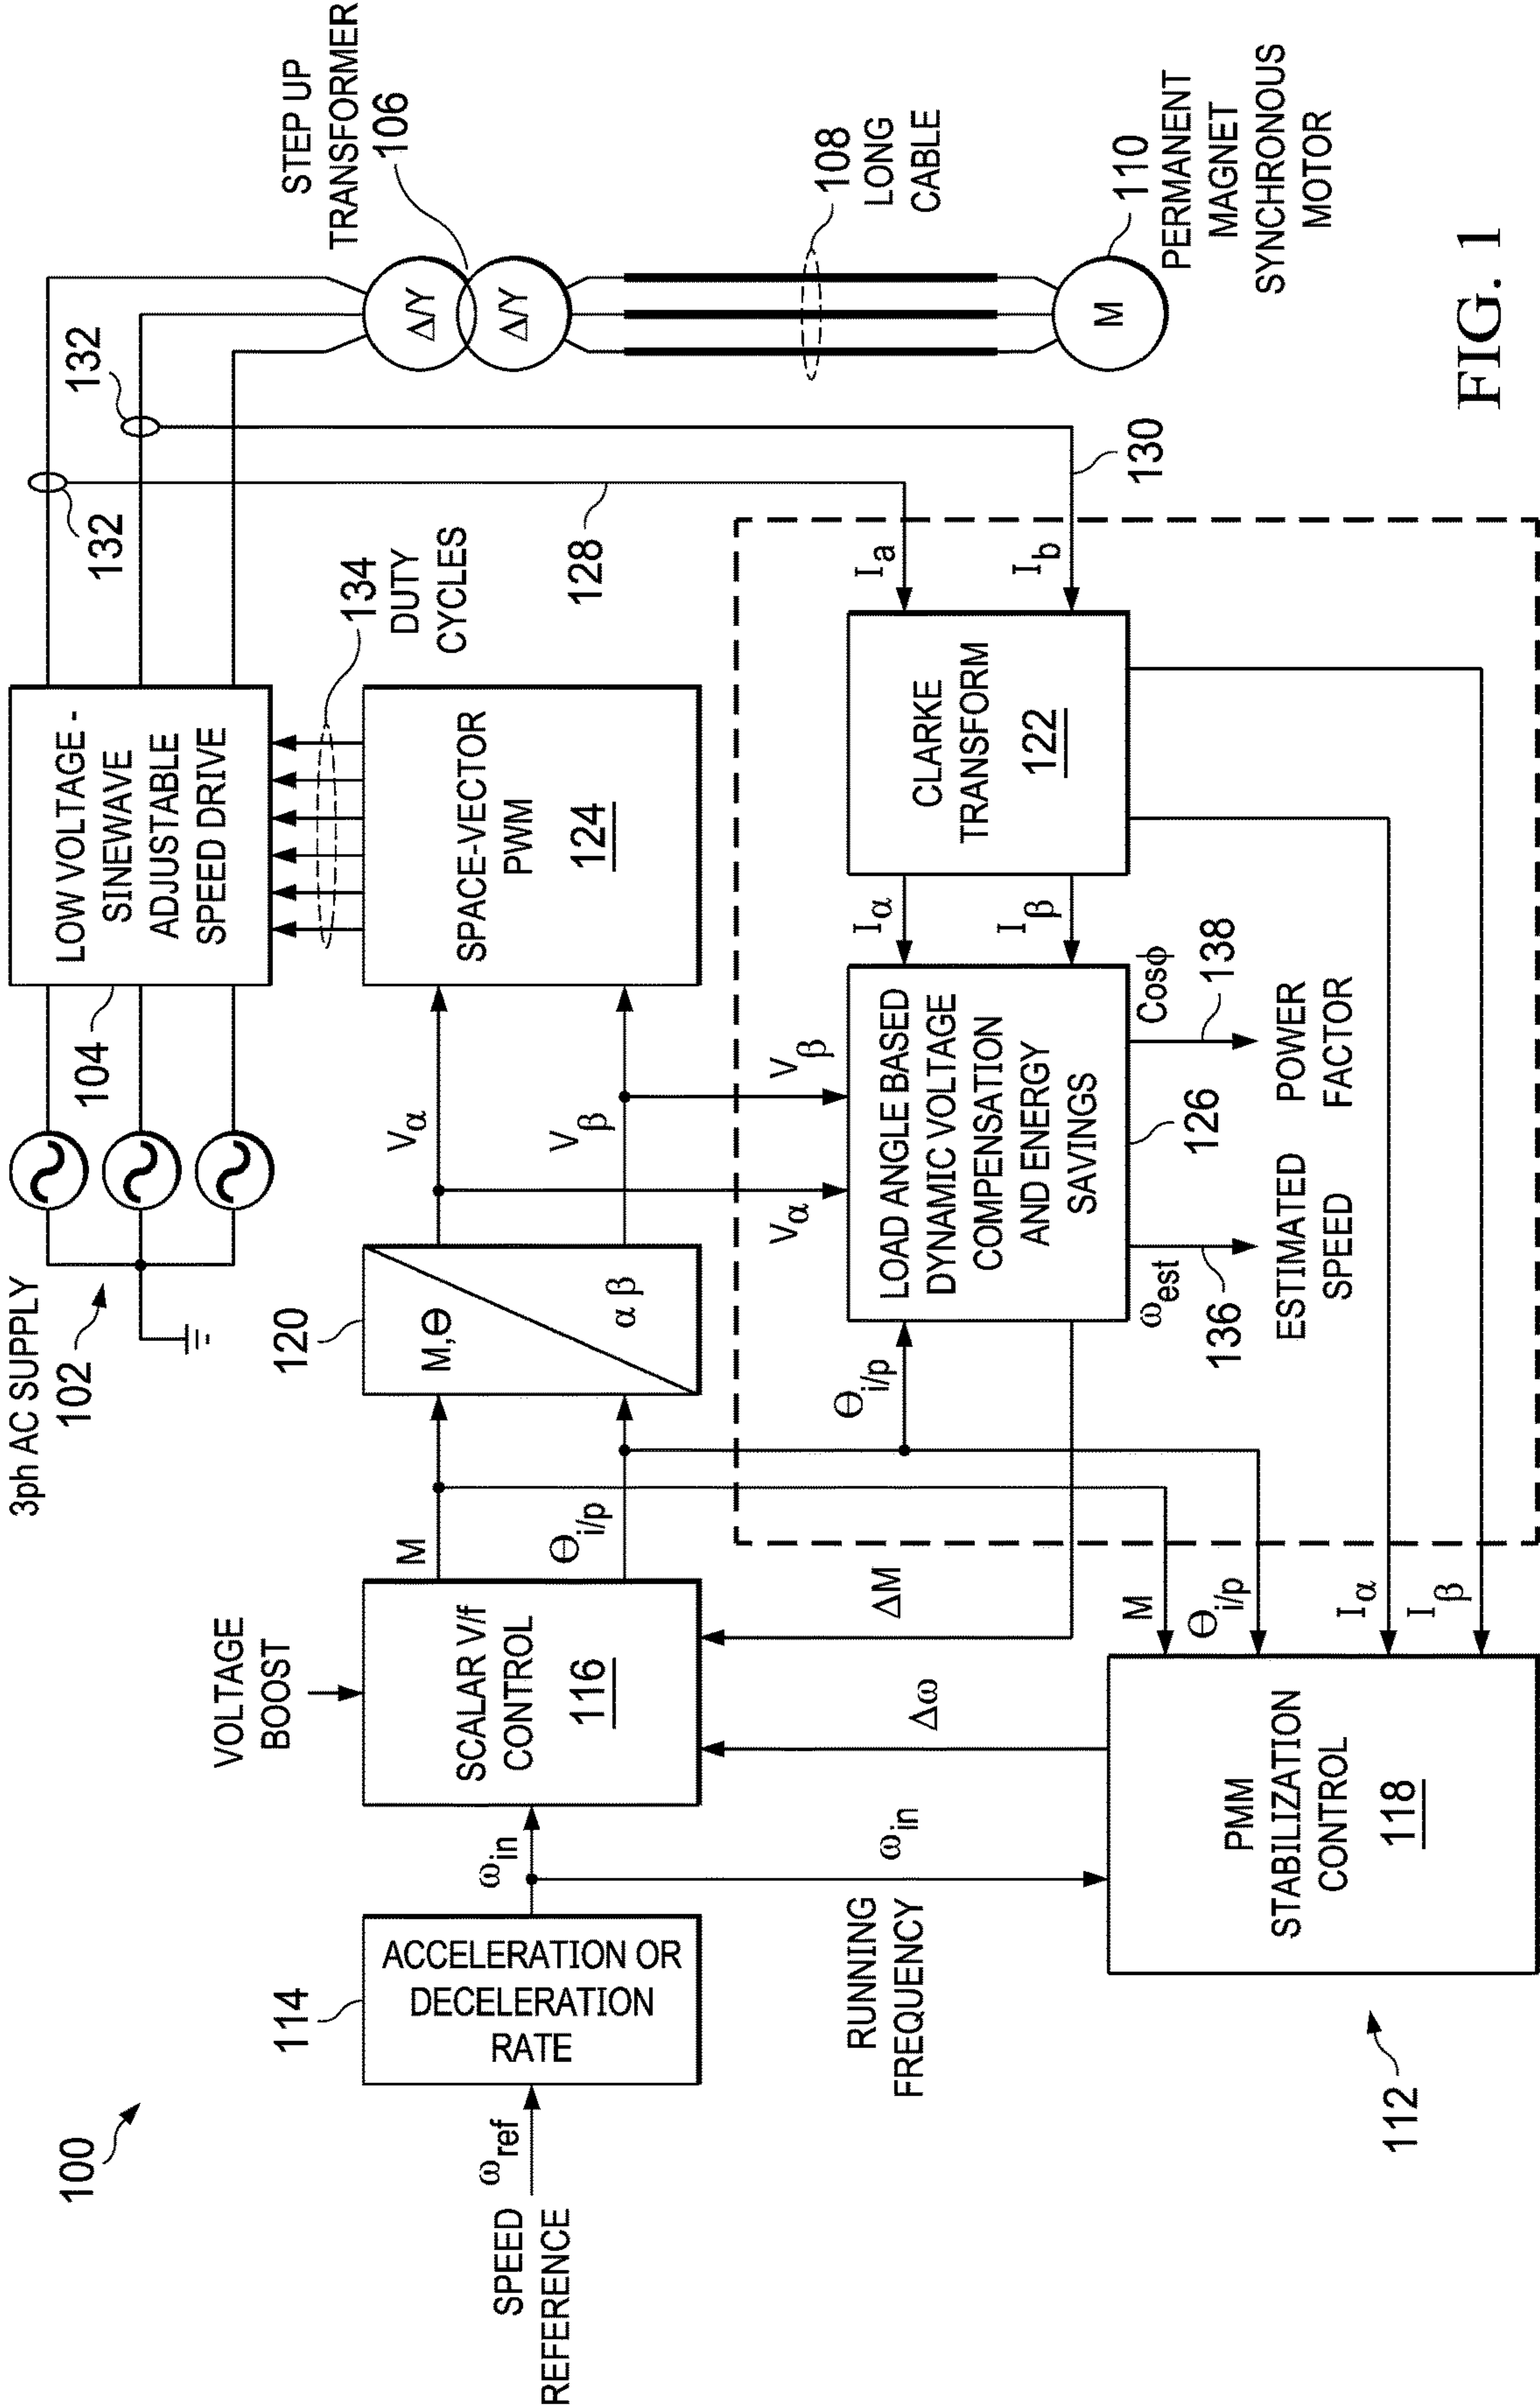 100
3ph AC SUPPLY
102
104
LOW VOLTAGE -
SINEWAVE
ADJUSTABLE
SPEED DRIVE
132
132
STEP UP
TRANSFORMER
106
Δ/Y
Δ/Y
108
LONG
CABLE
M
110
PERMANENT
MAGNET
SYNCHRONOUS
MOTOR
134
DUTY
CYCLES
128
130
SPEED
REFERENCE
ωref
114
ACCELERATION OR
DECELERATION
RATE
ωin
VOLTAGE
BOOST
SCALAR V/f
CONTROL
116
M
Θi/p
120
M,Θ
α β
Vα
Vβ
SPACE-VECTOR
PWM
124
RUNNING
FREQUENCY
ωin
Δω
ΔM
Θi/p
Vα
Vβ
LOAD ANGLE BASED
DYNAMIC VOLTAGE
COMPENSATION
AND ENERGY
SAVINGS
126
Iα
Iβ
CLARKE
TRANSFORM
122
Ia
Ib
ωest
136
ESTIMATED
SPEED
Cosϕ
138
POWER
FACTOR
M
Θi/p
Iα
Iβ
PMM
STABILIZATION
CONTROL
118
112
FIG. 1